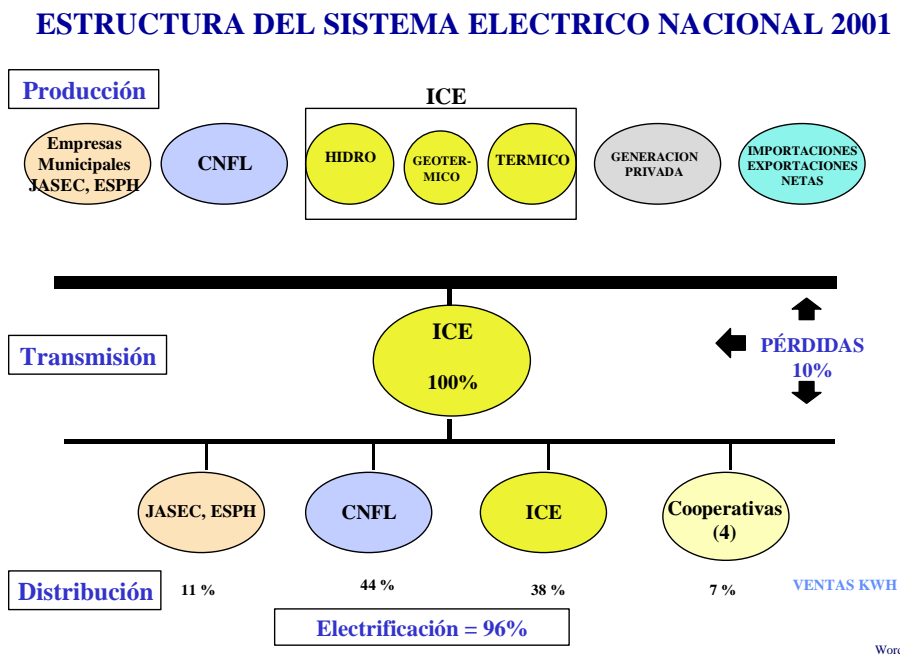 ESTRUCTURA DEL SISTEMA ELECTRICO NACIONAL 2001
Producción
ICE
Empresas
Municipales
JASEC, ESPH
CNFL
HIDRO
GEOTER-
MICO
TERMICO
GENERACION
PRIVADA
IMPORTACIONES
EXPORTACIONES
NETAS
Transmisión
ICE
100%
PÉRDIDAS
10%
JASEC, ESPH
CNFL
ICE
Cooperativas
(4)
Distribución
11 %
44 %
38 %
7 %
VENTAS KWH
Electrificación = 96%